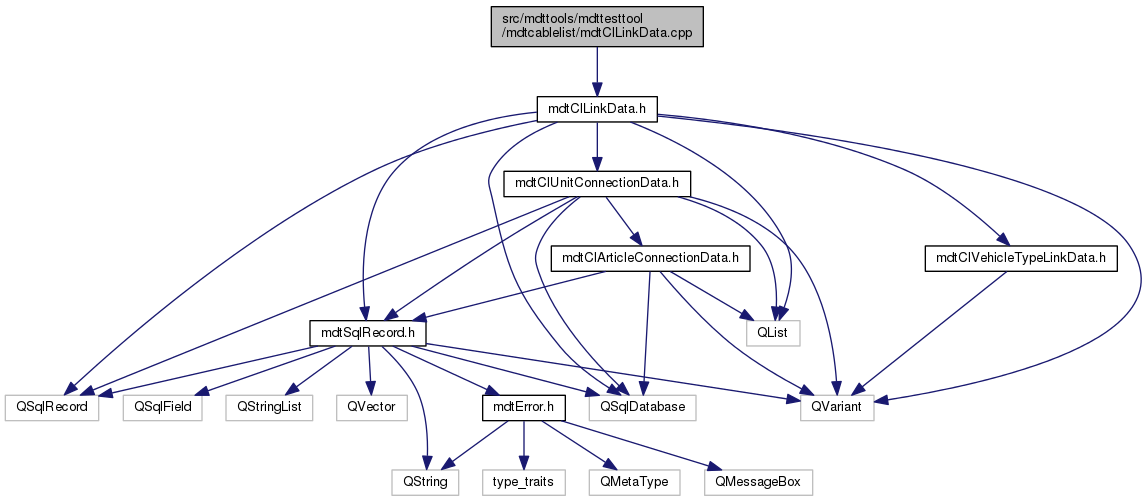 src/mdttools/mdttesttool
/mdtcablelist/mdtClLinkData.cpp
mdtClLinkData.h
mdtClUnitConnectionData.h
mdtClArticleConnectionData.h
mdtClVehicleTypeLinkData.h
mdtSqlRecord.h
QList
QSqlRecord
QSqlField
QStringList
QVector
mdtError.h
QSqlDatabase
QVariant
QString
type_traits
QMetaType
QMessageBox